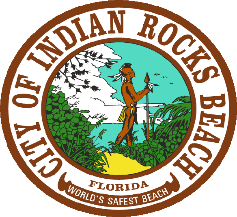 CITY OF INDIAN ROCKS BEACH
FLORIDA
WORLD'S SAFEST BEACH